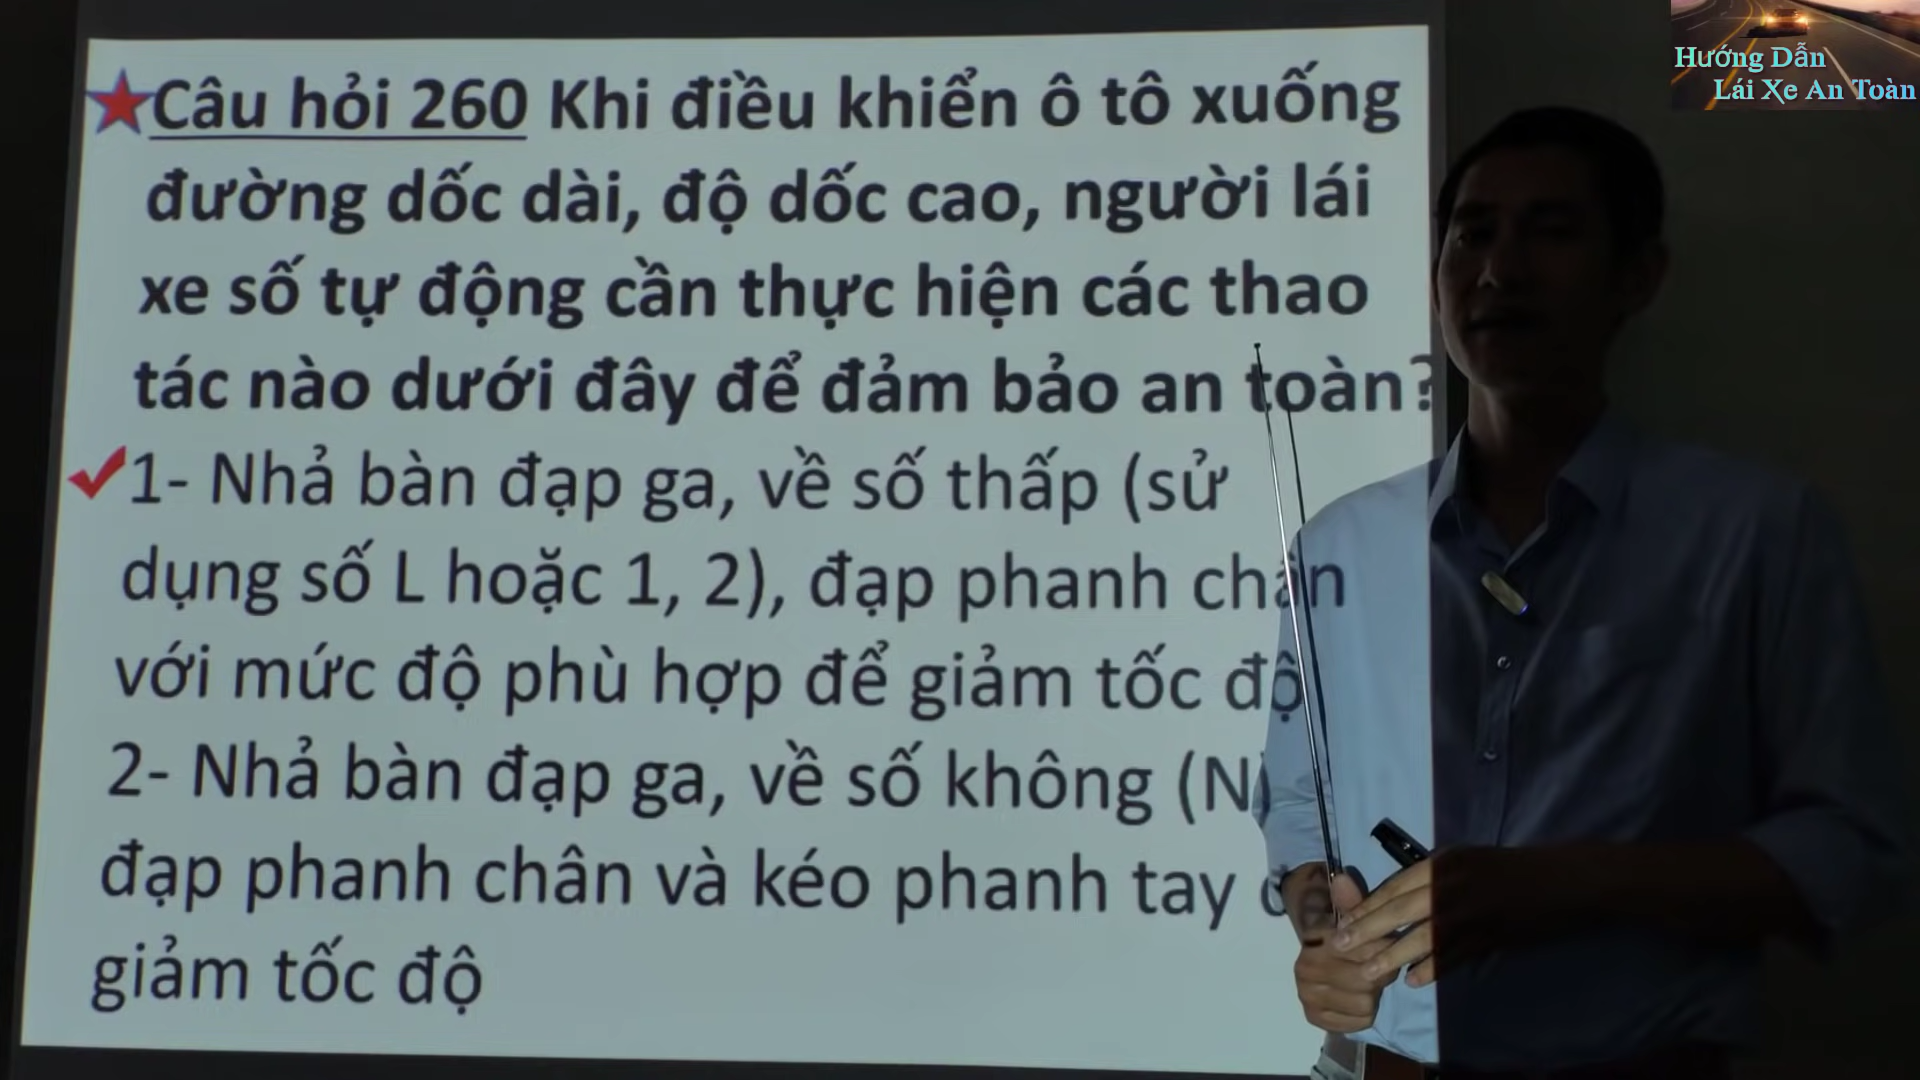 Hướng Dẫn
Lái Xe An Toàn
Câu hỏi 260 Khi điều khiển ô tô xuống
đường dốc dài, độ dốc cao, người lái
xe số tự động cần thực hiện các thao
tác nào dưới đây để đảm bảo an toàn?
1- Nhả bàn đạp ga, về số thấp (sử
dụng số L hoặc 1, 2), đạp phanh chân
với mức độ phù hợp để giảm tốc độ
2- Nhả bàn đạp ga, về số không (N)
đạp phanh chân và kéo phanh tay để
giảm tốc độ